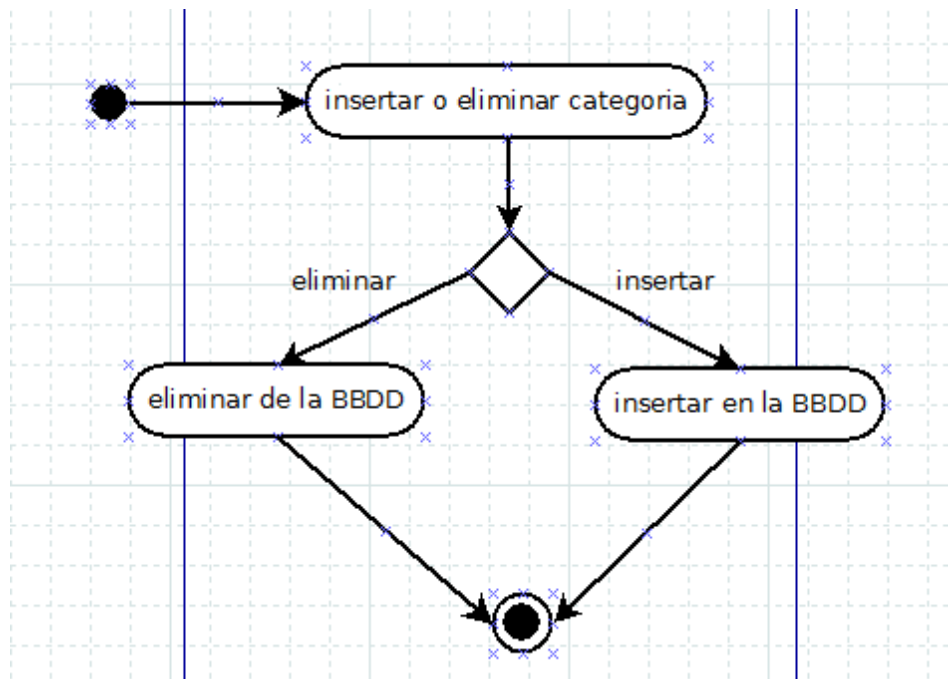 insertar o eliminar categoria
eliminar
insertar
eliminar de la BBDD
insertar en la BBDD